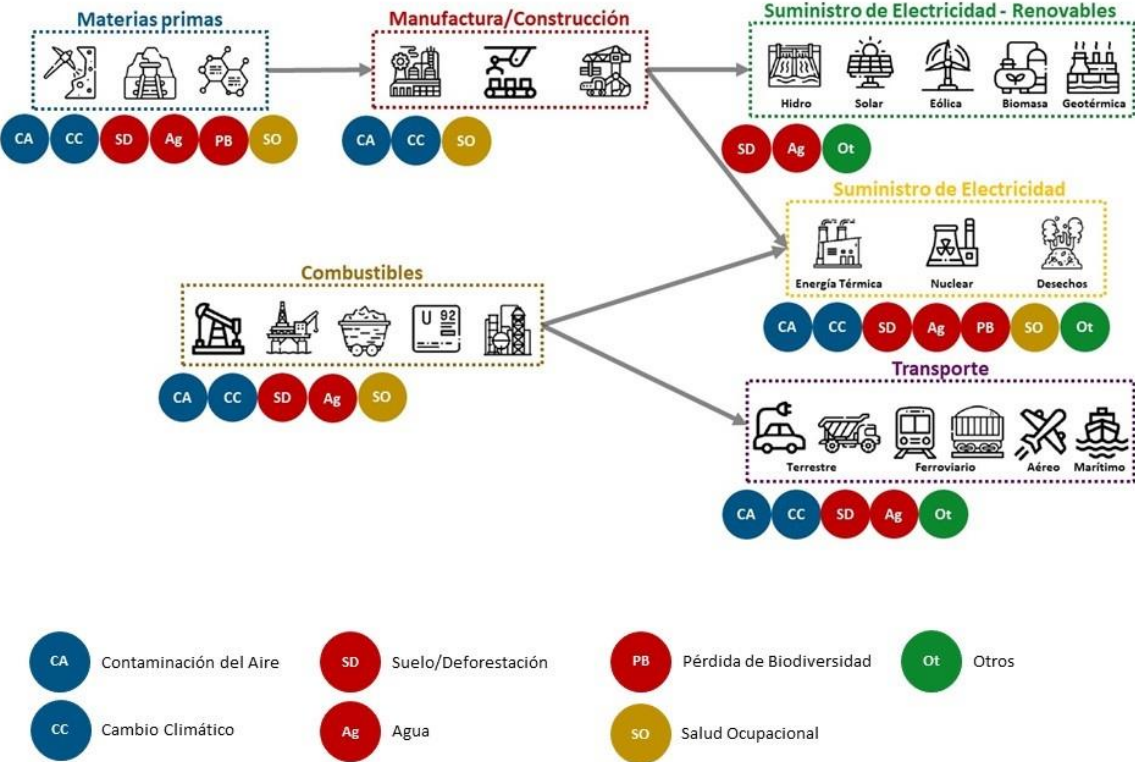 Materias primas
CA CC SD Ag PB SO
Manufactura/Construcción
CA CC SO
Suministro de Electricidad - Renovables
Hidro Solar Eólica Biomasa Geotérmica
SD Ag Ot
Suministro de Electricidad
Energía Térmica Nuclear Desechos
CA CC SD Ag PB SO Ot
Combustibles
U 92
CA CC SD Ag SO
Transporte
Terrestre Ferroviario Aéreo Marítimo
CA CC SD Ag Ot
CA Contaminación del Aire
SD Suelo/Deforestación
PB Pérdida de Biodiversidad
Ot Otros
CC Cambio Climático
Ag Agua
SO Salud Ocupacional